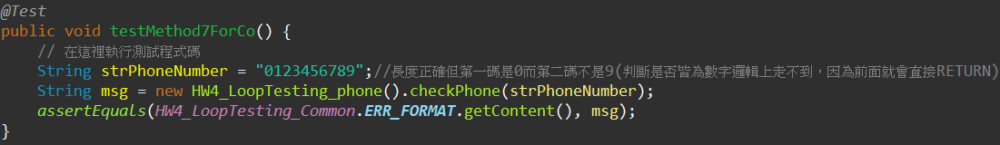 @Test
public void testMethod7ForCo() {
    // 在這裡執行測試程式碼
    String strPhoneNumber = "0123456789";//長度正確但第一碼是0而第二碼不是9(判斷是否皆為數字邏輯上走不到，因為前面就會直接RETURN)
    String msg = new HW4_LoopTesting_phone().checkPhone(strPhoneNumber);
    assertEquals(HW4_LoopTesting_Common.ERR_FORMAT.getContent(), msg);
}